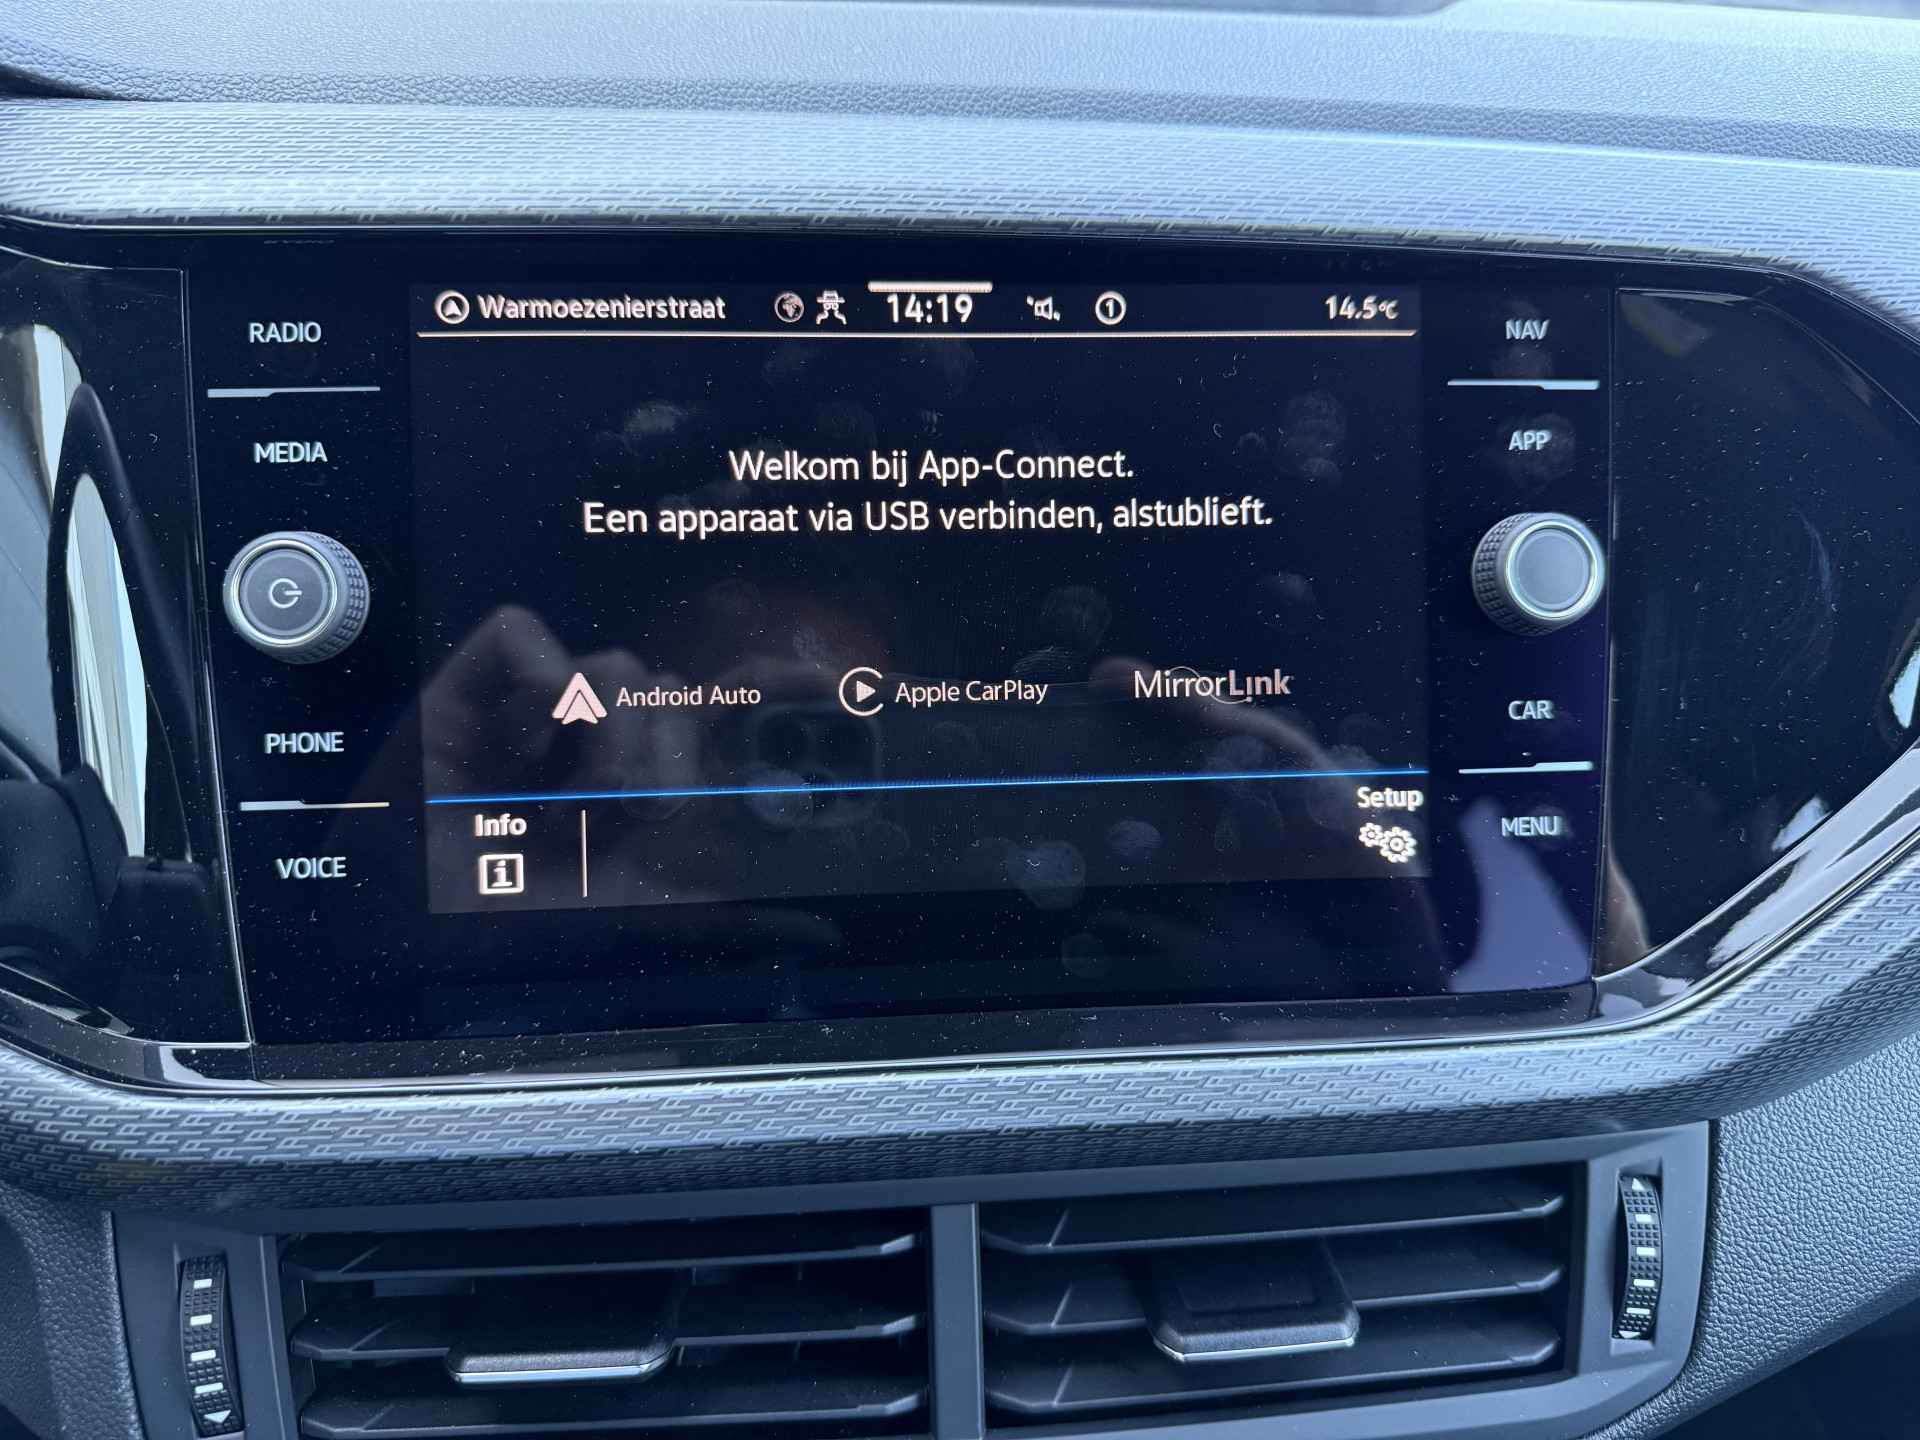 RADIO
MEDIA
PHONE
VOICE
Warmoezenierstraat 14:19 1 14.5°C
Welkom bij App-Connect.
Een apparaat via USB verbinden, alstublieft.
Android Auto Apple CarPlay MirrorLink
Info Setup
i
NAV
APP
CAR
MENU